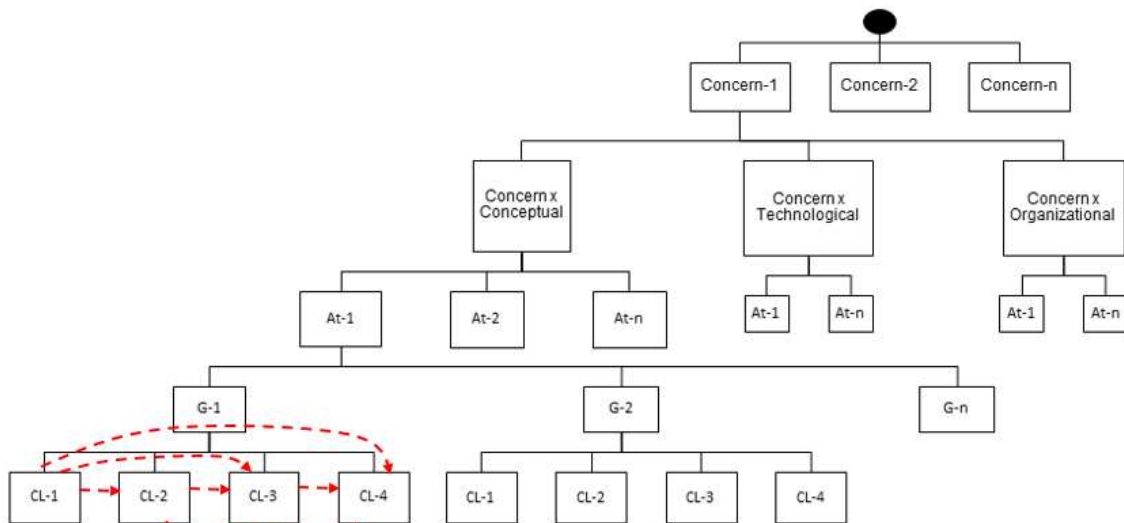 Concern-1
Concern-2
Concern-n
Concern x
Conceptual
Concern x
Technological
Concern x
Organizational
At-1
At-2
At-n
At-1
At-n
At-1
At-n
G-1
G-2
G-n
CL-1
CL-2
CL-3
CL-4
CL-1
CL-2
CL-3
CL-4